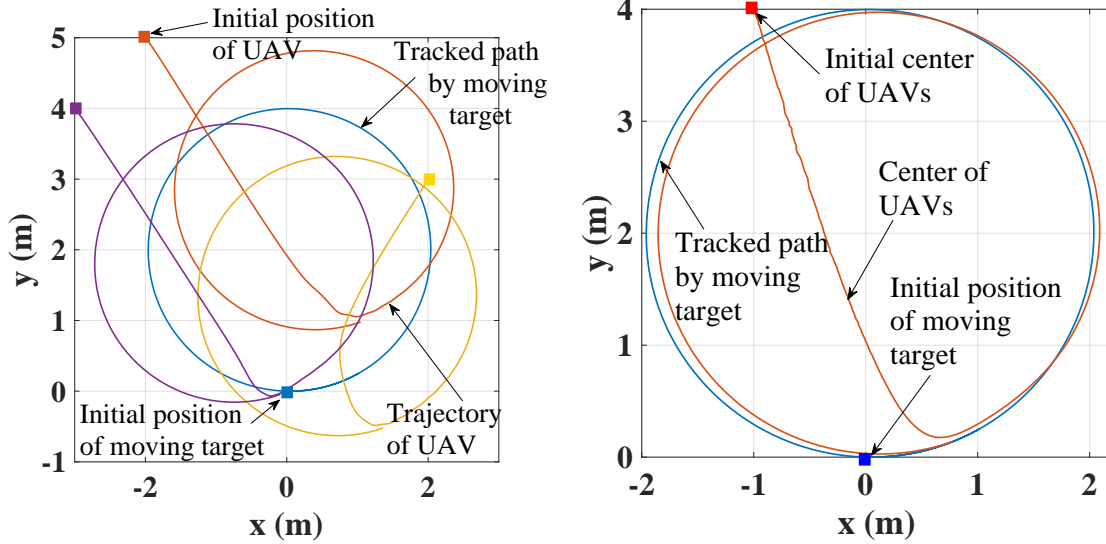 Initial position
of UAV
Tracked path
by moving
target
5
4
3
2
1
0
-1
y (m)
Initial position
of moving target
Trajectory
of UAV
-2
0
2
x (m)
4
3
2
1
0
y (m)
Initial center
of UAVs
Center of
UAVs
Tracked path
by moving
target
Initial position
of moving
target
-2
-1
0
1
2
x (m)